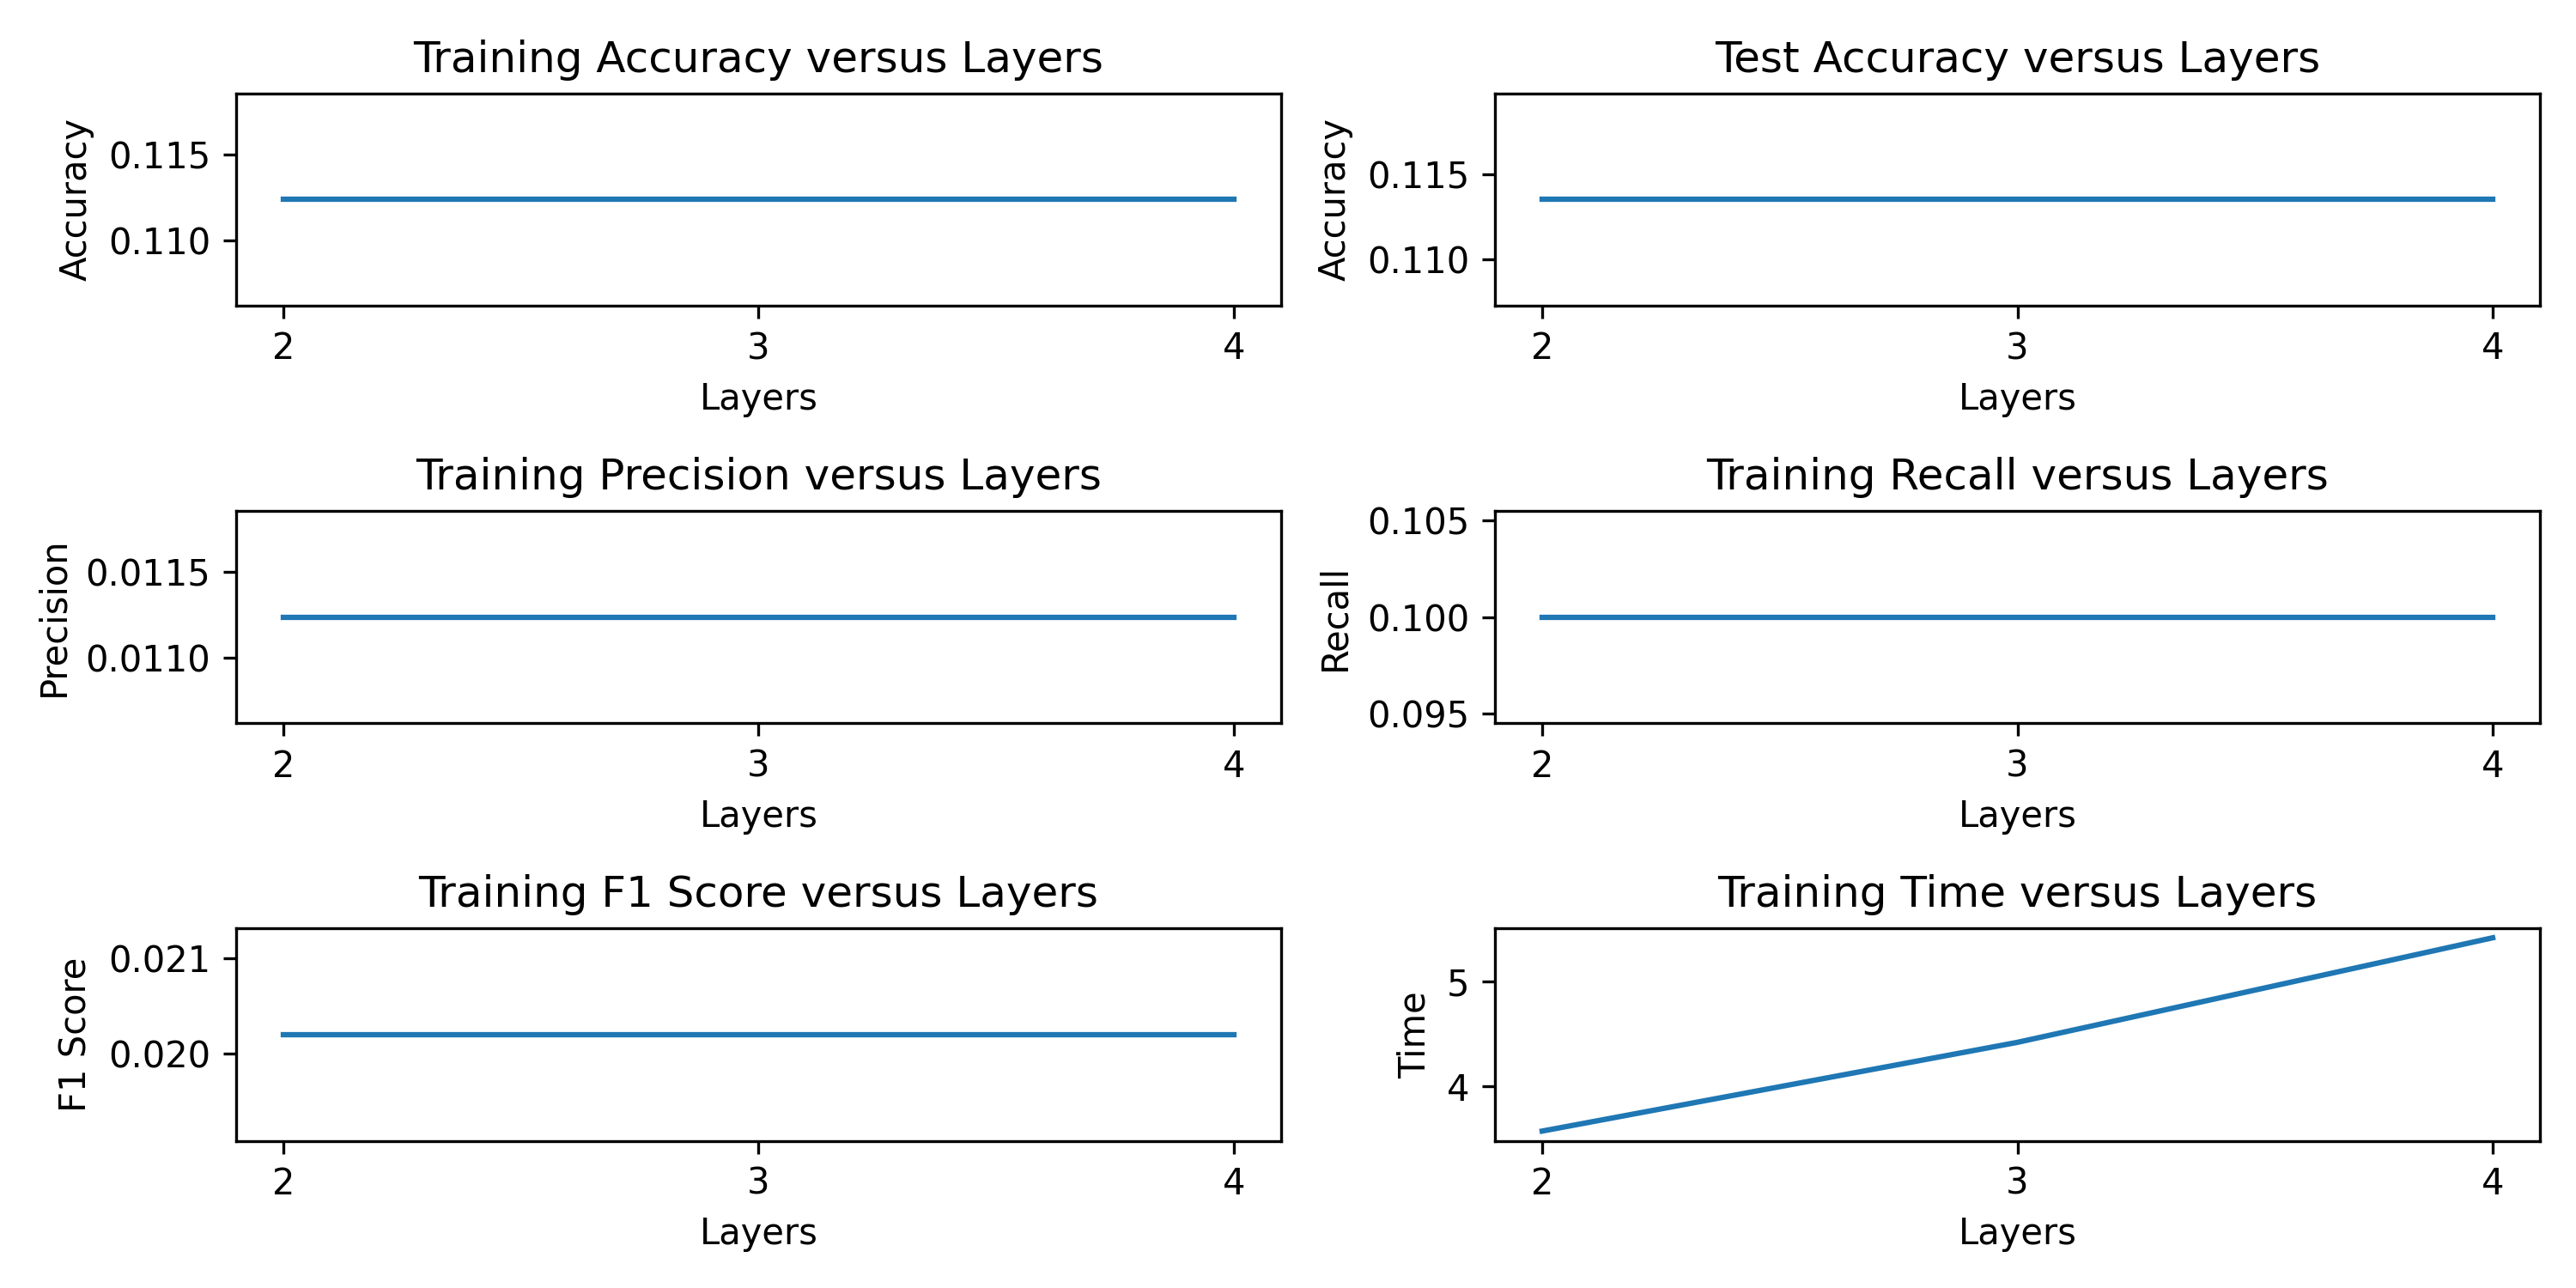 Training Accuracy versus Layers
Accuracy
0.115
0.110
2 3 4
Layers
Test Accuracy versus Layers
Accuracy
0.115
0.110
2 3 4
Layers
Training Precision versus Layers
Precision
0.0115
0.0110
2 3 4
Layers
Training Recall versus Layers
Recall
0.105
0.100
0.095
2 3 4
Layers
Training F1 Score versus Layers
F1 Score
0.021
0.020
2 3 4
Layers
Training Time versus Layers
Time
5
4
2 3 4
Layers